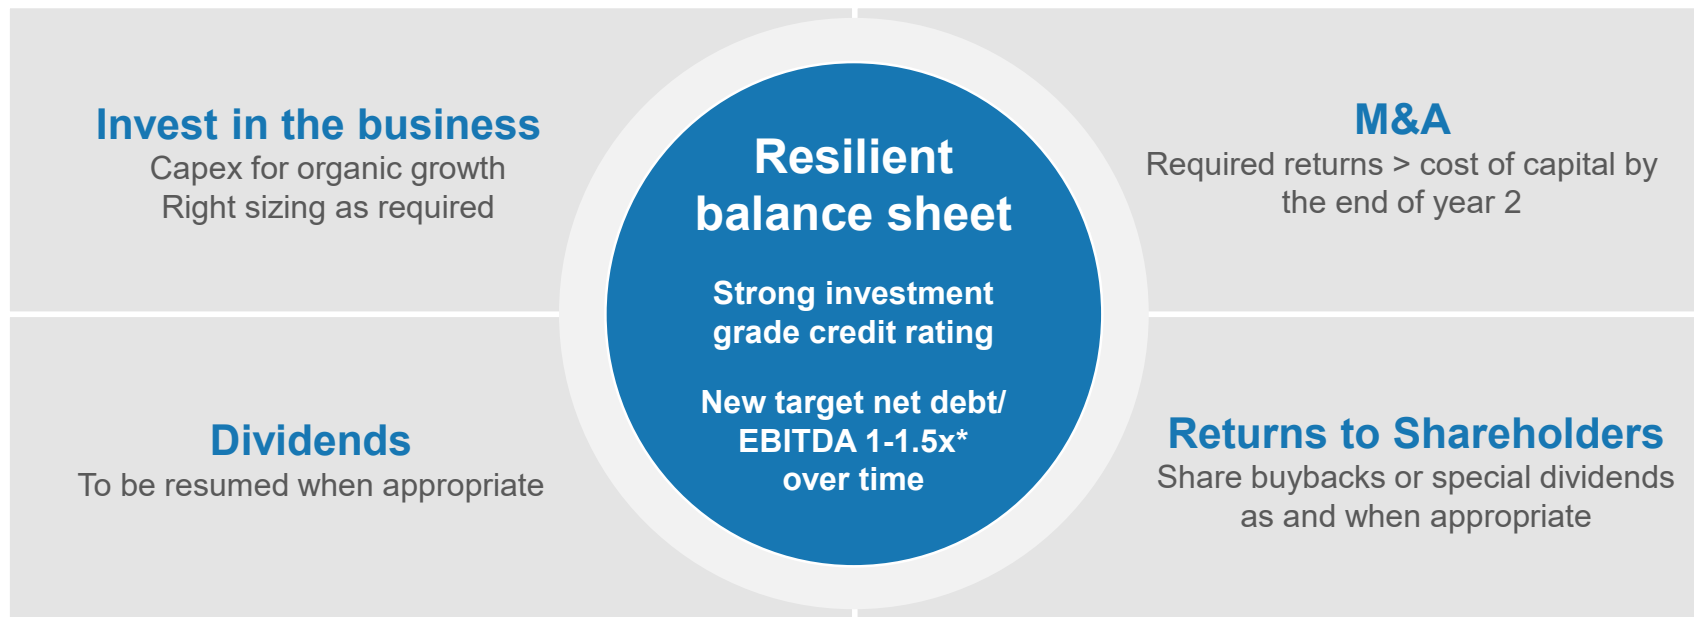 Invest in the business
Capex for organic growth
Right sizing as required
M&A
Required returns > cost of capital by
the end of year 2
Resilient
balance sheet
Strong investment
grade credit rating
New target net debt/
EBITDA 1-1.5x*
over time
Dividends
To be resumed when appropriate
Returns to Shareholders
Share buybacks or special dividends
as and when appropriate